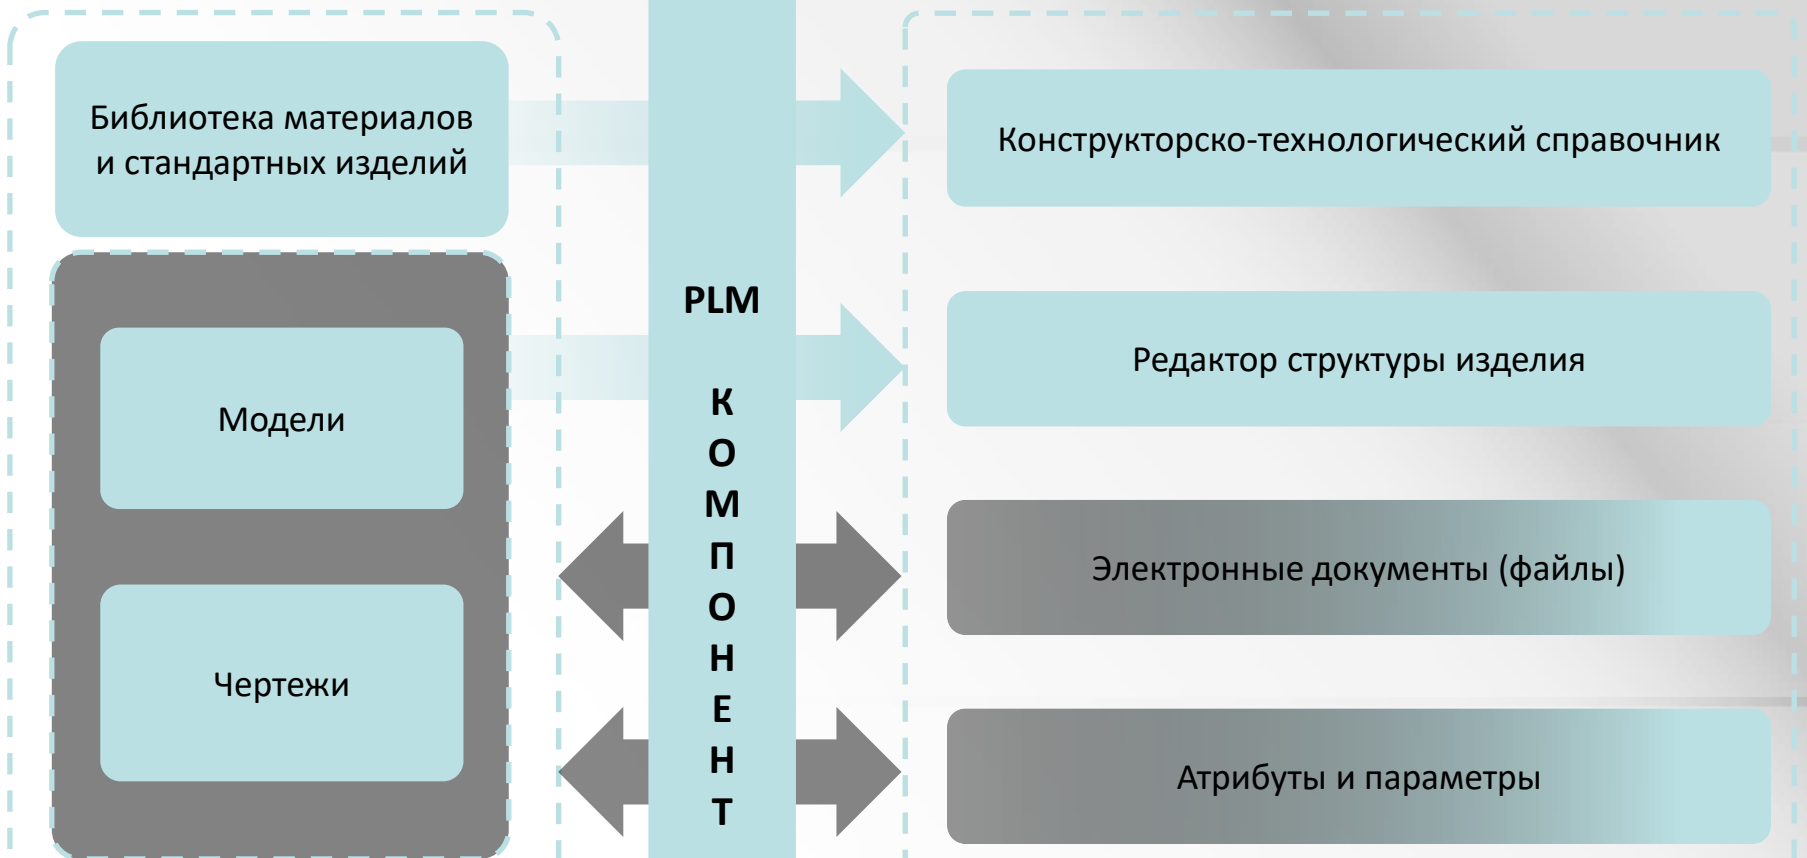 Библиотека материалов
и стандартных изделий
Модели
Чертежи
PLM
К
О
М
П
О
Н
Е
Н
Т
Конструкторско-технологический справочник
Редактор структуры изделия
Электронные документы (файлы)
Атрибуты и параметры